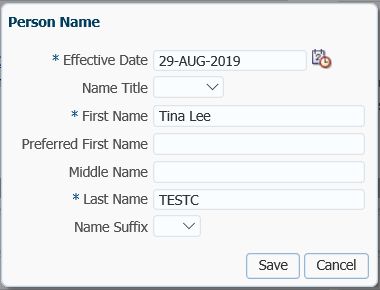 Person Name
* Effective Date 29-AUG-2019
Name Title
* First Name Tina Lee
Preferred First Name
Middle Name
* Last Name TESTC
Name Suffix
Save Cancel